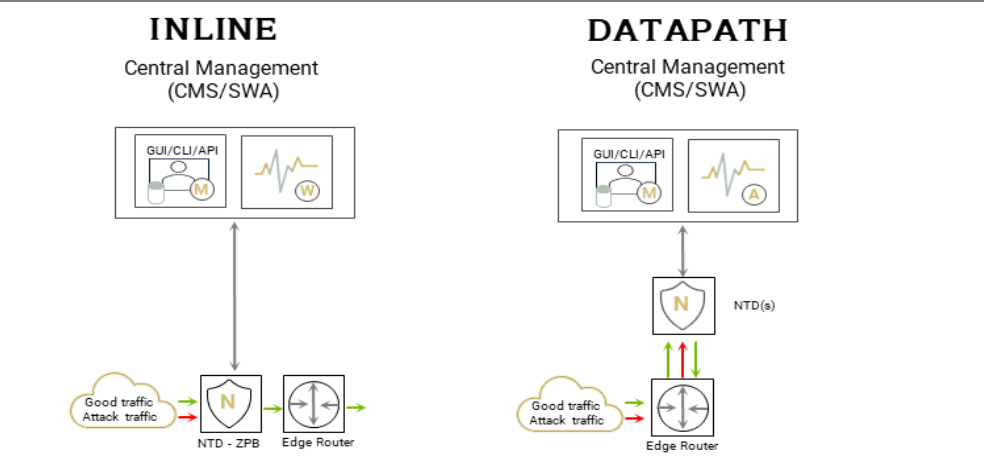 INLINE
Central Management
(CMS/SWA)
GUI/CLI/API
M
W
Good traffic
Attack traffic
N
NTD - ZPB
Edge Router
DATAPATH
Central Management
(CMS/SWA)
GUI/CLI/API
M
A
N
NTD(s)
Good traffic
Attack traffic
Edge Router